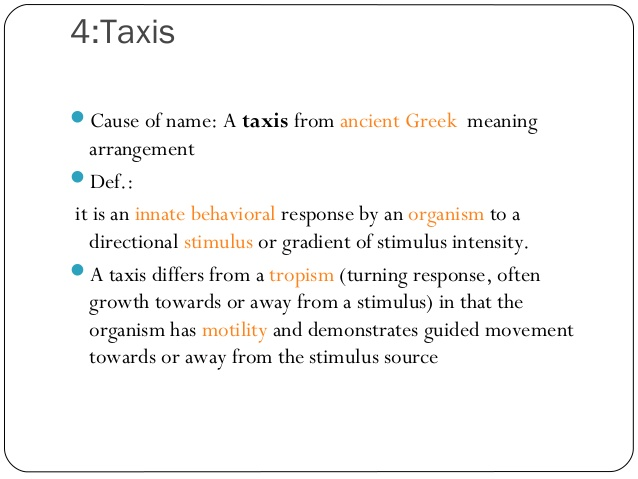 4:Taxis
Cause of name: A taxis from ancient Greek meaning
arrangement
Def.:
it is an innate behavioral response by an organism to a
directional stimulus or gradient of stimulus intensity.
A taxis differs from a tropism (turning response, often
growth towards or away from a stimulus) in that the
organism has motility and demonstrates guided movement
towards or away from the stimulus source